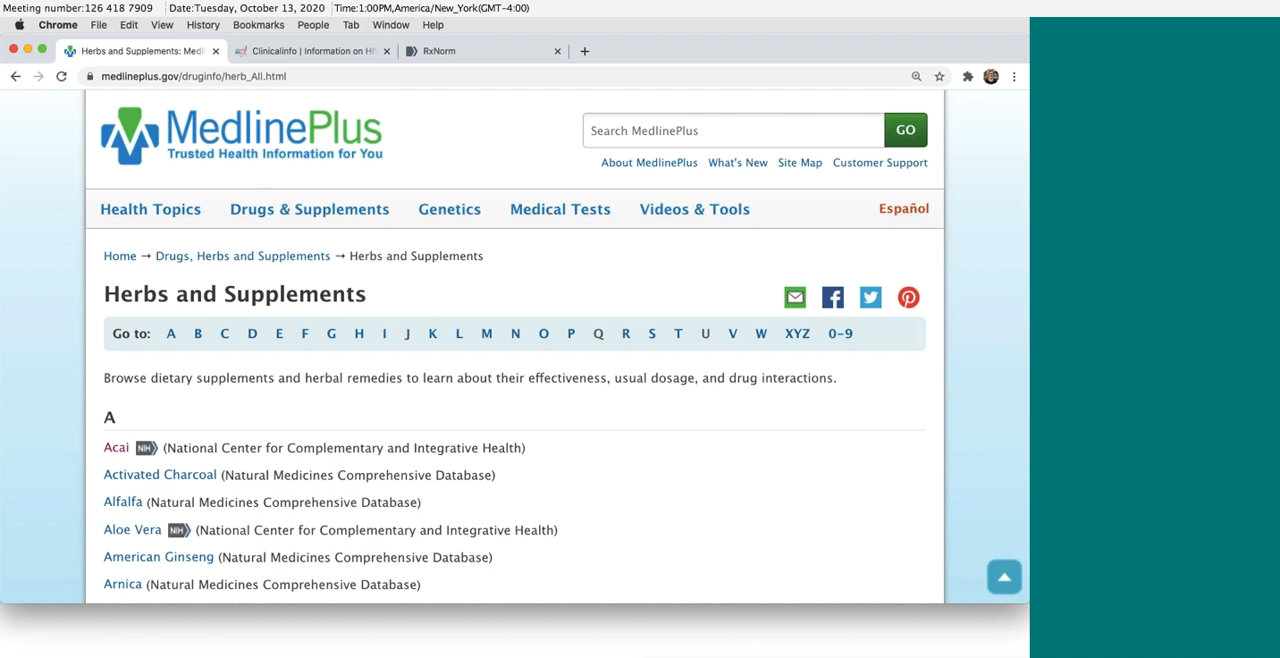 Meeting number:126 418 7909 Date:Tuesday, October 13, 2020 Time:1:00PM,America/New_York(GMT-4:00)
Chrome File Edit View History Bookmarks People Tab Window Help
Herbs and Supplements: Medl Clinicalinfo | Information on HI RxNorm
medlineplus.gov/druginfo/herb_All.html
MedlinePlus
Trusted Health Information for You
Search MedlinePlus GO
About MedlinePlus What's New Site Map Customer Support
Health Topics Drugs & Supplements Genetics Medical Tests Videos & Tools Español
Home → Drugs, Herbs and Supplements → Herbs and Supplements
Herbs and Supplements
Go to: A B C D E F G H I J K L M N O P Q R S T U V W XYZ 0-9
Browse dietary supplements and herbal remedies to learn about their effectiveness, usual dosage, and drug interactions.
A
Acai NIH (National Center for Complementary and Integrative Health)
Activated Charcoal (Natural Medicines Comprehensive Database)
Alfalfa (Natural Medicines Comprehensive Database)
Aloe Vera NIH (National Center for Complementary and Integrative Health)
American Ginseng (Natural Medicines Comprehensive Database)
Arnica (Natural Medicines Comprehensive Database)